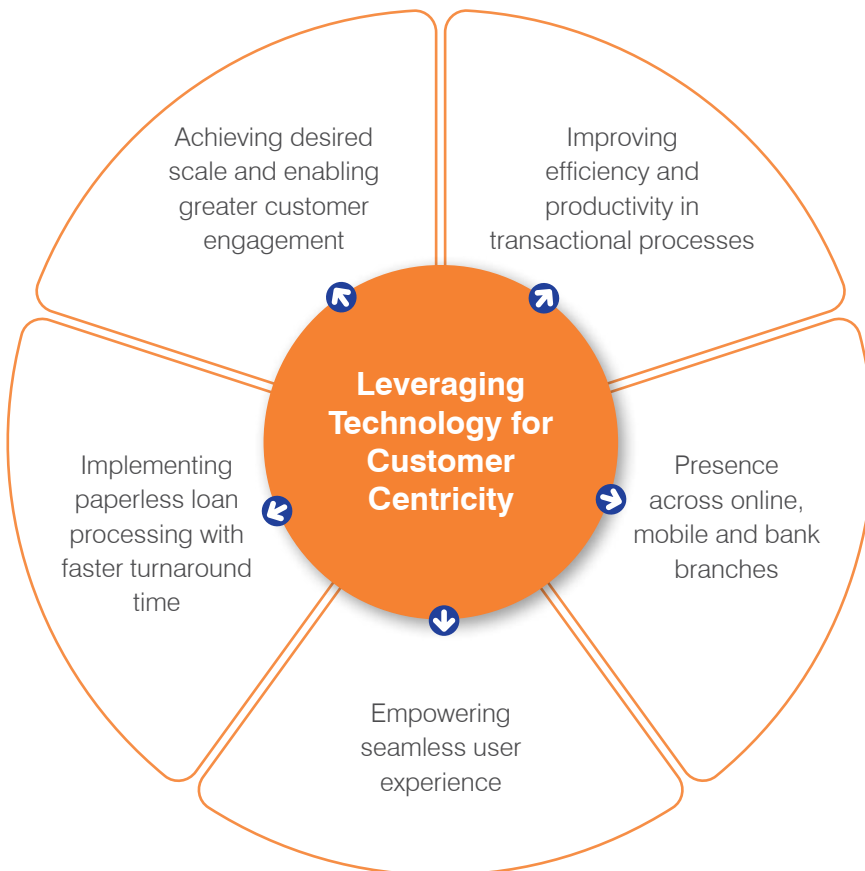 Achieving desired
scale and enabling
greater customer
engagement
Improving
efficiency and
productivity in
transactional processes
Leveraging
Technology for
Customer
Centricity
Implementing
paperless loan
processing with
faster turnaround
time
Presence
across online,
mobile and bank
branches
Empowering
seamless user
experience